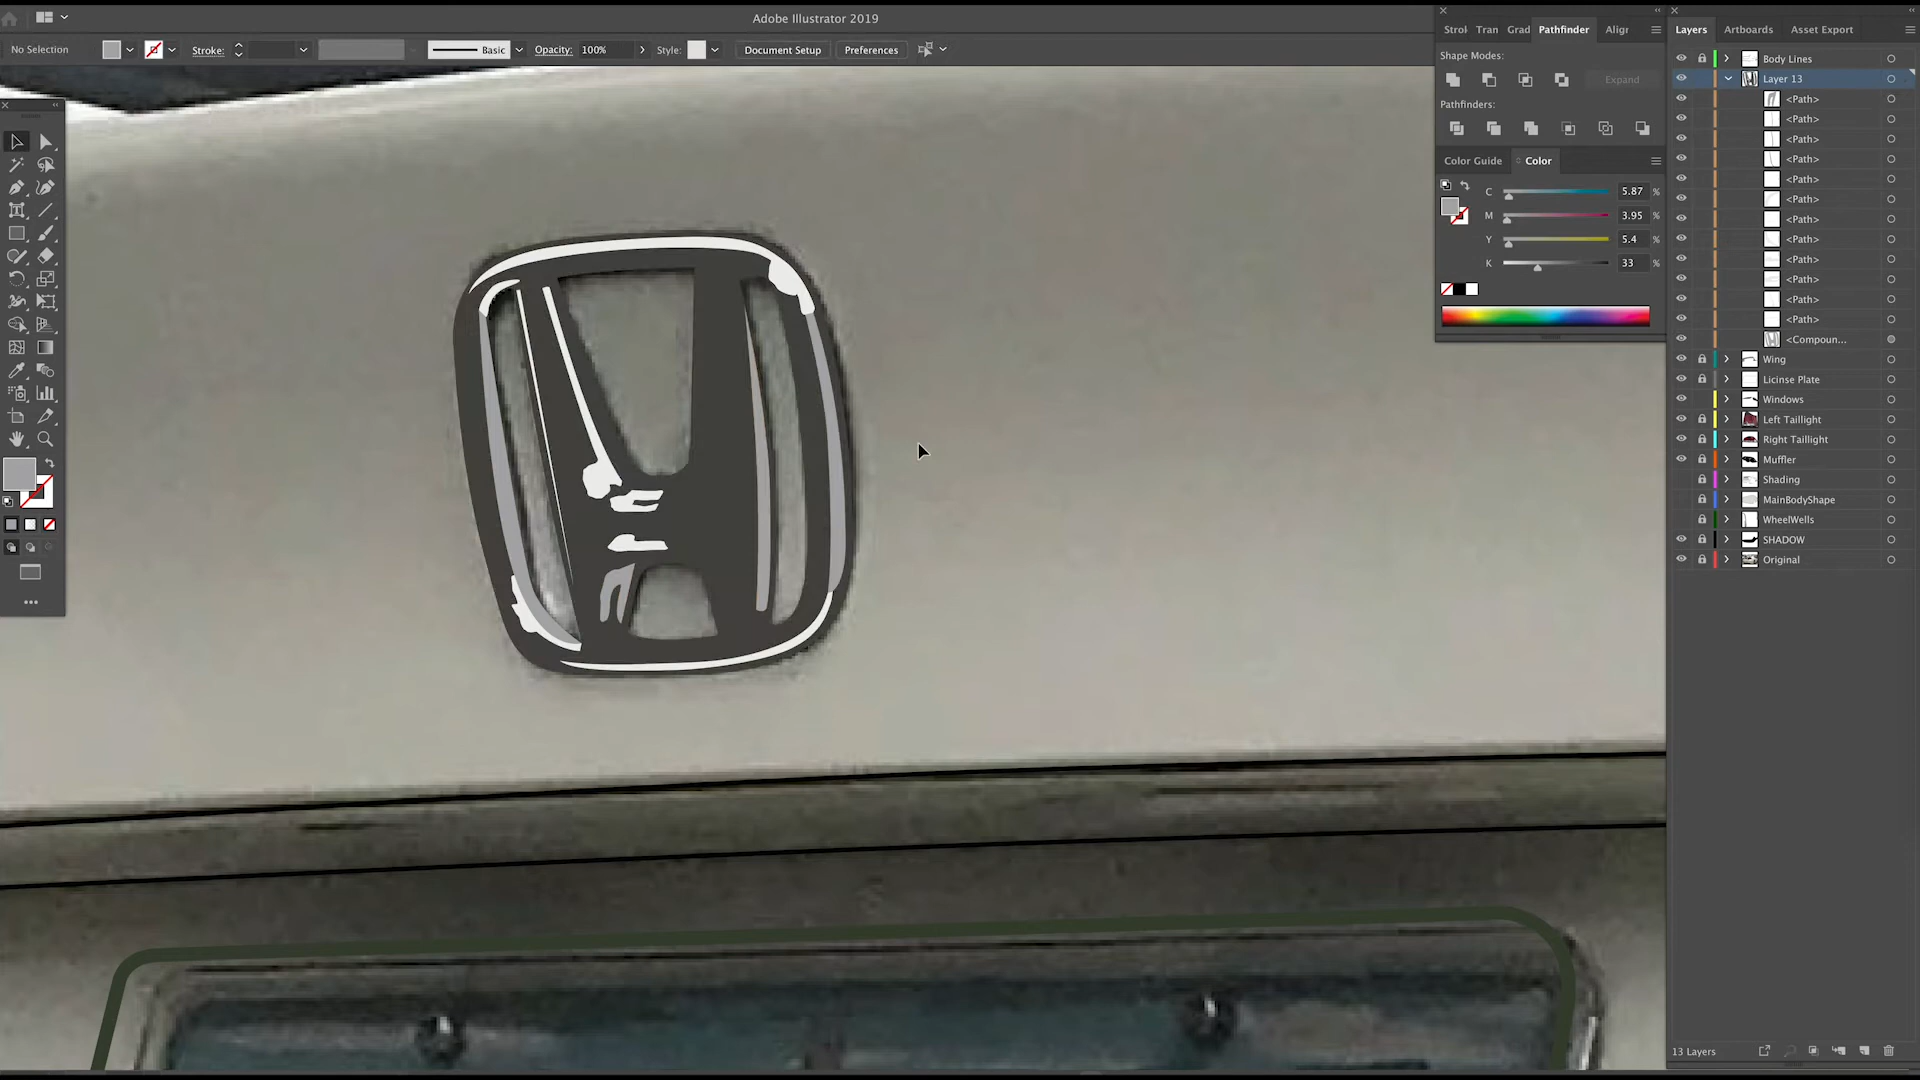 Adobe Illustrator 2019
No Selection
Stroke:
Basic
Opacity:
100%
Style:
Document Setup
Preferences
Strol
Tran
Grad
Pathfinder
Aligr
Shape Modes:
Expand
Pathfinders:
Color Guide
Color
C
5.87
%
M
3.95
%
Y
5.4
%
K
33
%
Layers
Artboards
Asset Export
Body Lines
Layer 13
<Path>
<Path>
<Path>
<Path>
<Path>
<Path>
<Path>
<Path>
<Path>
<Path>
<Path>
<Path>
<Compoun...
Wing
Licinse Plate
Windows
Left Taillight
Right Taillight
Muffler
Shading
MainBodyShape
WheelWells
SHADOW
Original
13 Layers